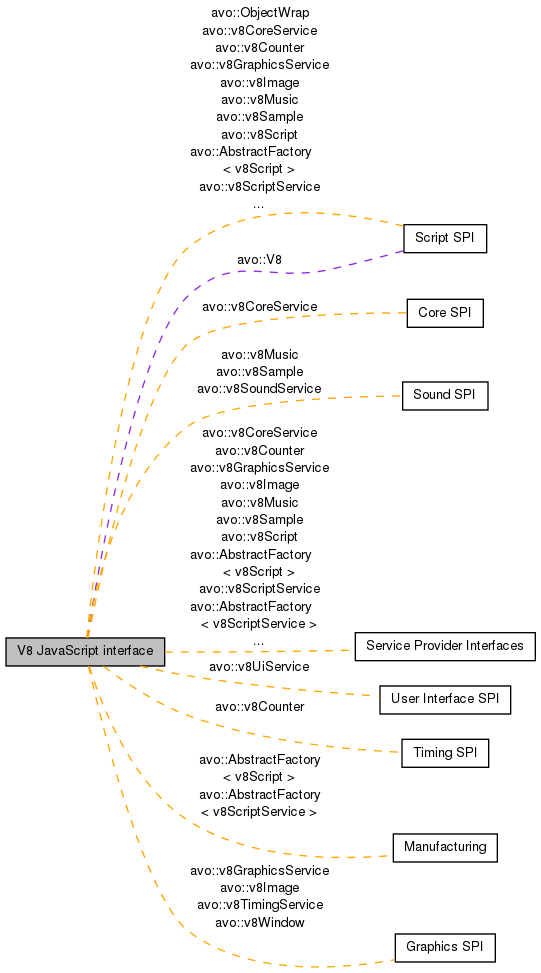 avo::ObjectWrap
avo::v8CoreService
avo::v8Counter
avo::v8GraphicsService
avo::v8Image
avo::v8Music
avo::v8Sample
avo::v8Script
avo::AbstractFactory
< v8Script >
avo::v8ScriptService
...
Script SPI
avo::V8
avo::v8CoreService
Core SPI
avo::v8Music
avo::v8Sample
avo::v8SoundService
Sound SPI
avo::v8CoreService
avo::v8Counter
avo::v8GraphicsService
avo::v8Image
avo::v8Music
avo::v8Sample
avo::v8Script
avo::AbstractFactory
< v8Script >
avo::v8ScriptService
avo::AbstractFactory
< v8ScriptService >
...
V8 JavaScript interface
Service Provider Interfaces
avo::v8UiService
User Interface SPI
avo::v8Counter
Timing SPI
avo::AbstractFactory
< v8Script >
avo::AbstractFactory
< v8ScriptService >
Manufacturing
avo::v8GraphicsService
avo::v8Image
avo::v8TimingService
avo::v8Window
Graphics SPI